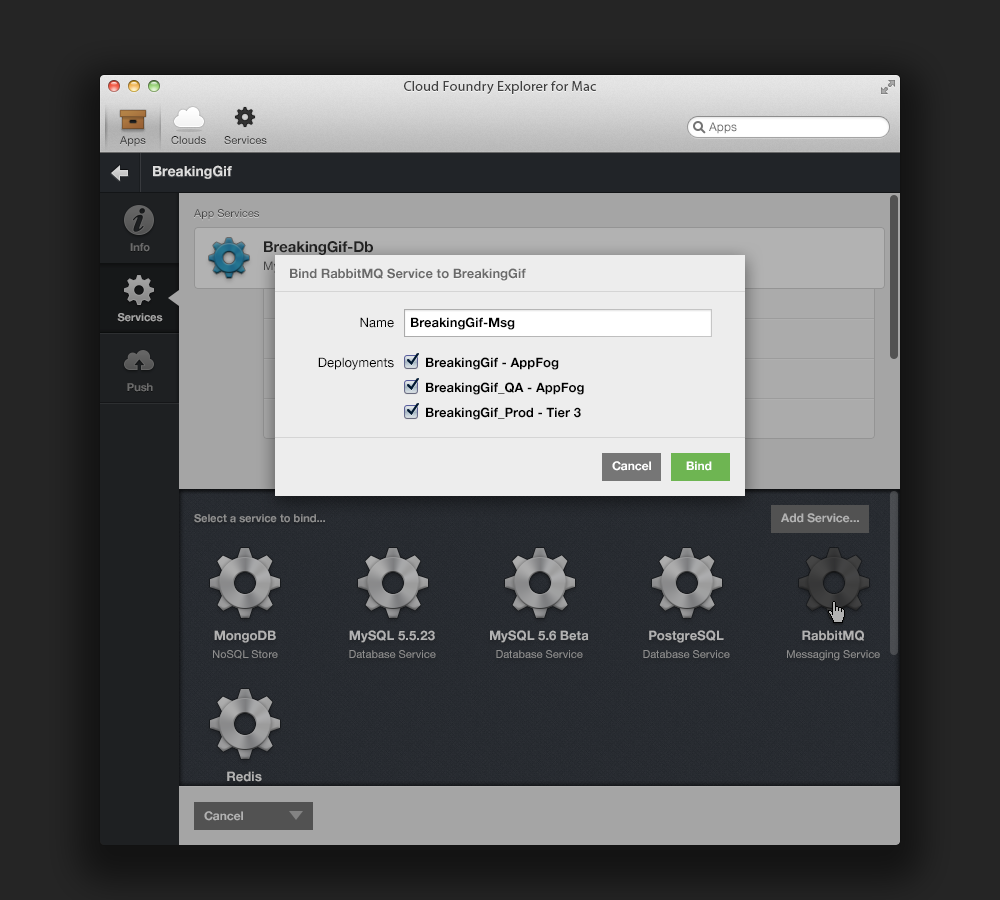 Cloud Foundry Explorer for Mac
Apps
Clouds
Services
Apps
BreakingGif
Info
Services
Push
App Services
BreakingGif-Db
Bind RabbitMQ Service to BreakingGif
Name
BreakingGif-Msg
Deployments
BreakingGif - AppFog
BreakingGif_QA - AppFog
BreakingGif_Prod - Tier 3
Cancel
Bind
Select a service to bind...
Add Service...
MongoDB
NoSQL Store
MySQL 5.5.23
Database Service
MySQL 5.6 Beta
Database Service
PostgreSQL
Database Service
RabbitMQ
Messaging Service
Redis
Cancel